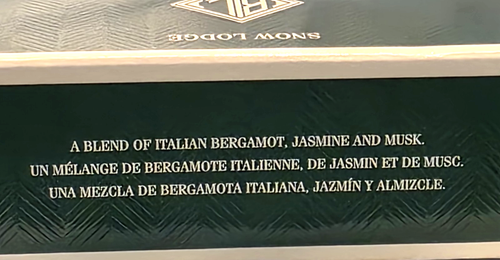 SNOW LODGE
A BLEND OF ITALIAN BERGAMOT, JASMINE AND MUSK.
UN MÉLANGE DE BERGAMOTE ITALIENNE, DE JASMIN ET DE MUSC.
UNA MEZCLA DE BERGAMOTA ITALIANA, JAZMÍN Y ALMIZCLE.